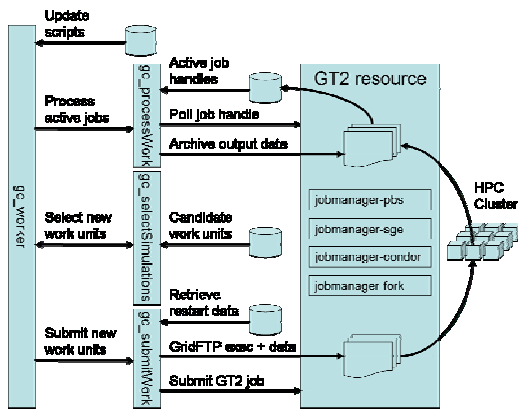 Update
scripts
Active job
handles
GT2 resource
gc_processWork
Process
active jobs
Poll job handle
Archive output data
HPC
Cluster
jobmanager-pbs
jobmanager-sge
jobmanager-condor
jobmanager fork
gc_worker
Select new
work units
gc_selectSimulations
Candidate
work units
Retrieve
restart data
Submit new
work units
gc_submitWork
GridFTP exec + data
Submit GT2 job